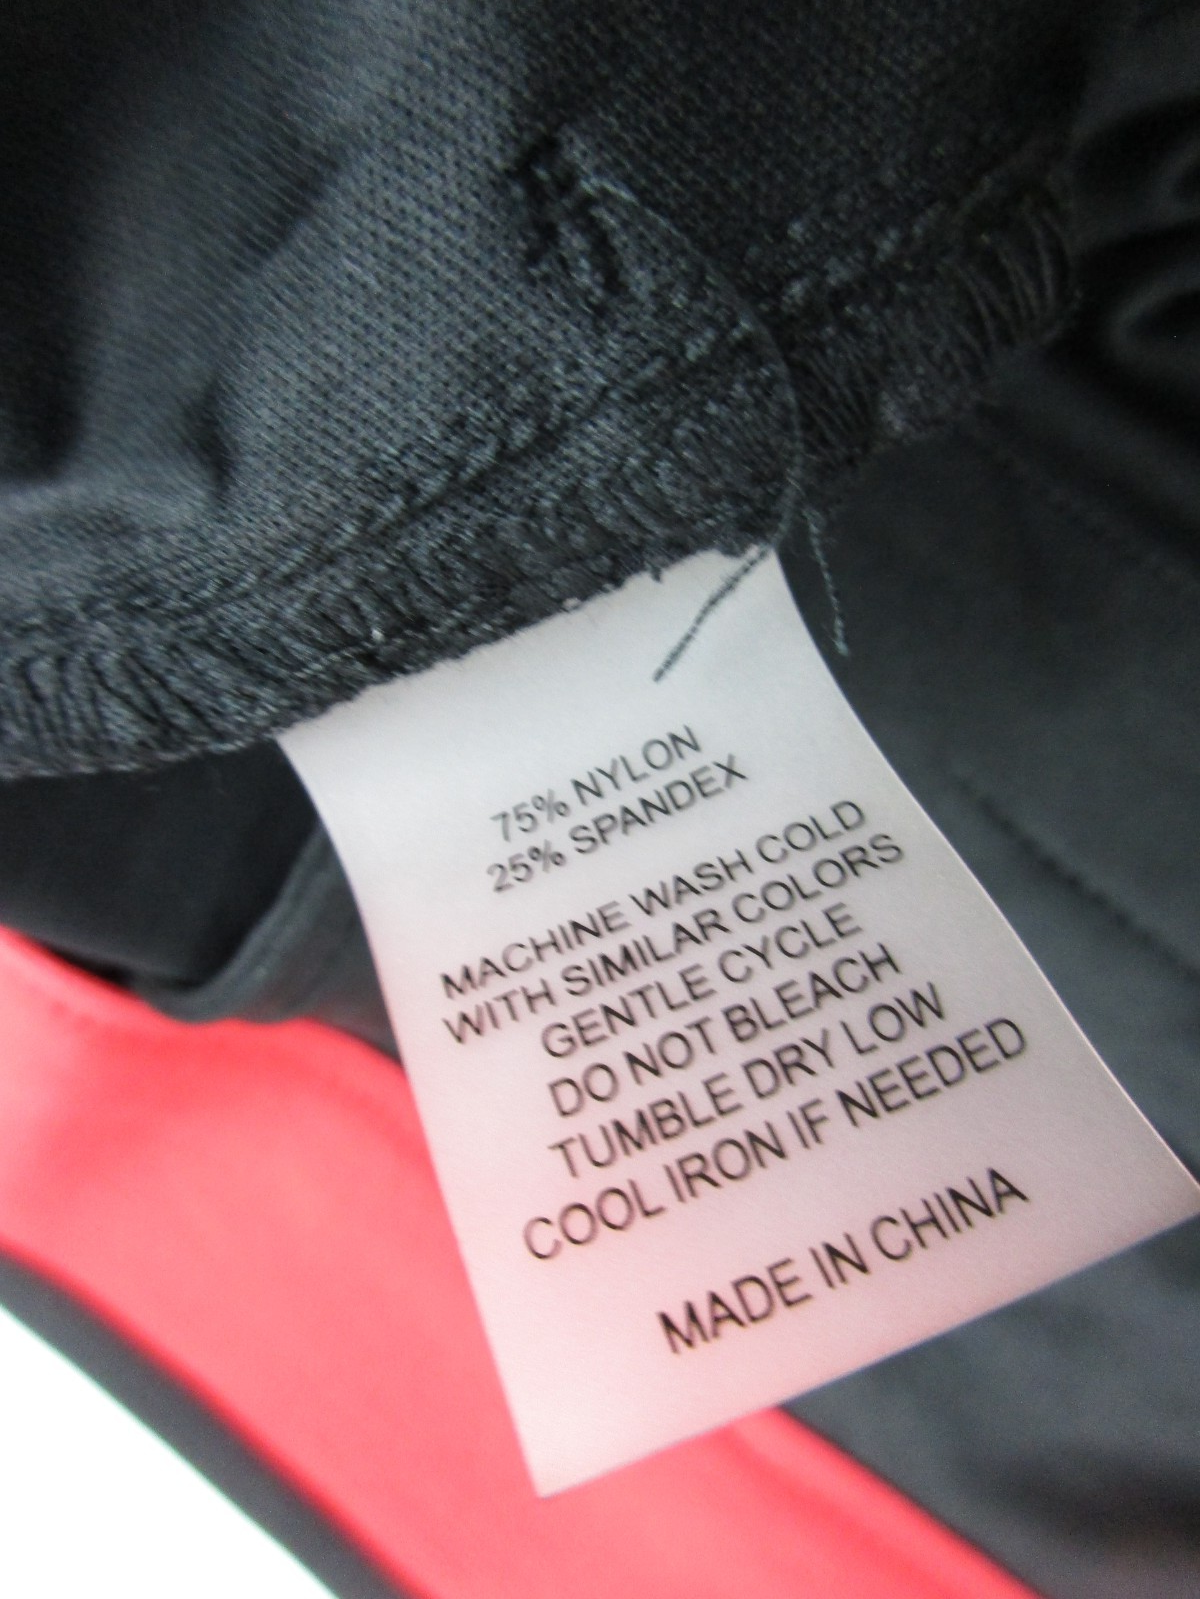 75% NYLON
25% SPANDEX
MACHINE WASH COLD
WITH SIMILAR COLORS
GENTLE CYCLE
DO NOT BLEACH
TUMBLE DRY LOW
COOL IRON IF NEEDED
MADE IN CHINA